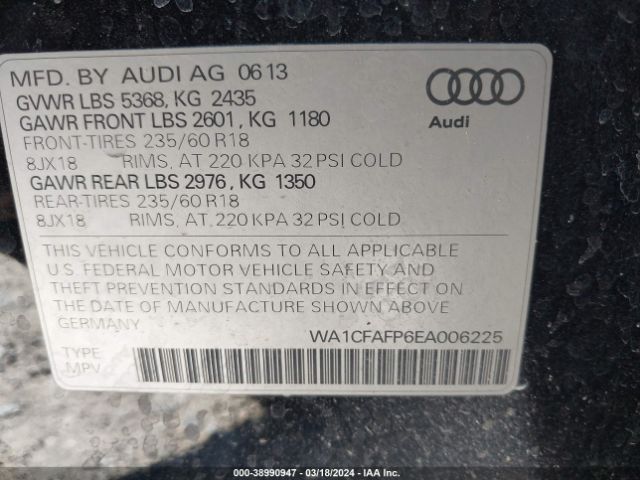 MFD. BY AUDI AG 0613
GVWR LBS 5368, KG 2435
GAWR FRONT LBS 2601, KG 1180
FRONT-TIRES 235/60 R18
8JX18 RIMS, AT 220 KPA 32 PSI COLD
GAWR REAR LBS 2976, KG 1350
REAR-TIRES 235/60 R18
8JX18 RIMS, AT 220 KPA 32 PSI COLD
Audi
THIS VEHICLE CONFORMS TO ALL APPLICABLE
U.S. FEDERAL MOTOR VEHICLE SAFETY AND
THEFT PREVENTION STANDARDS IN EFFECT ON
THE DATE OF MANUFACTURE SHOWN ABOVE
GERMANY
WA1CFAFP6EA006225
TYPE
MPV
000-38990947 - 03/18/2024 - IAA Inc.